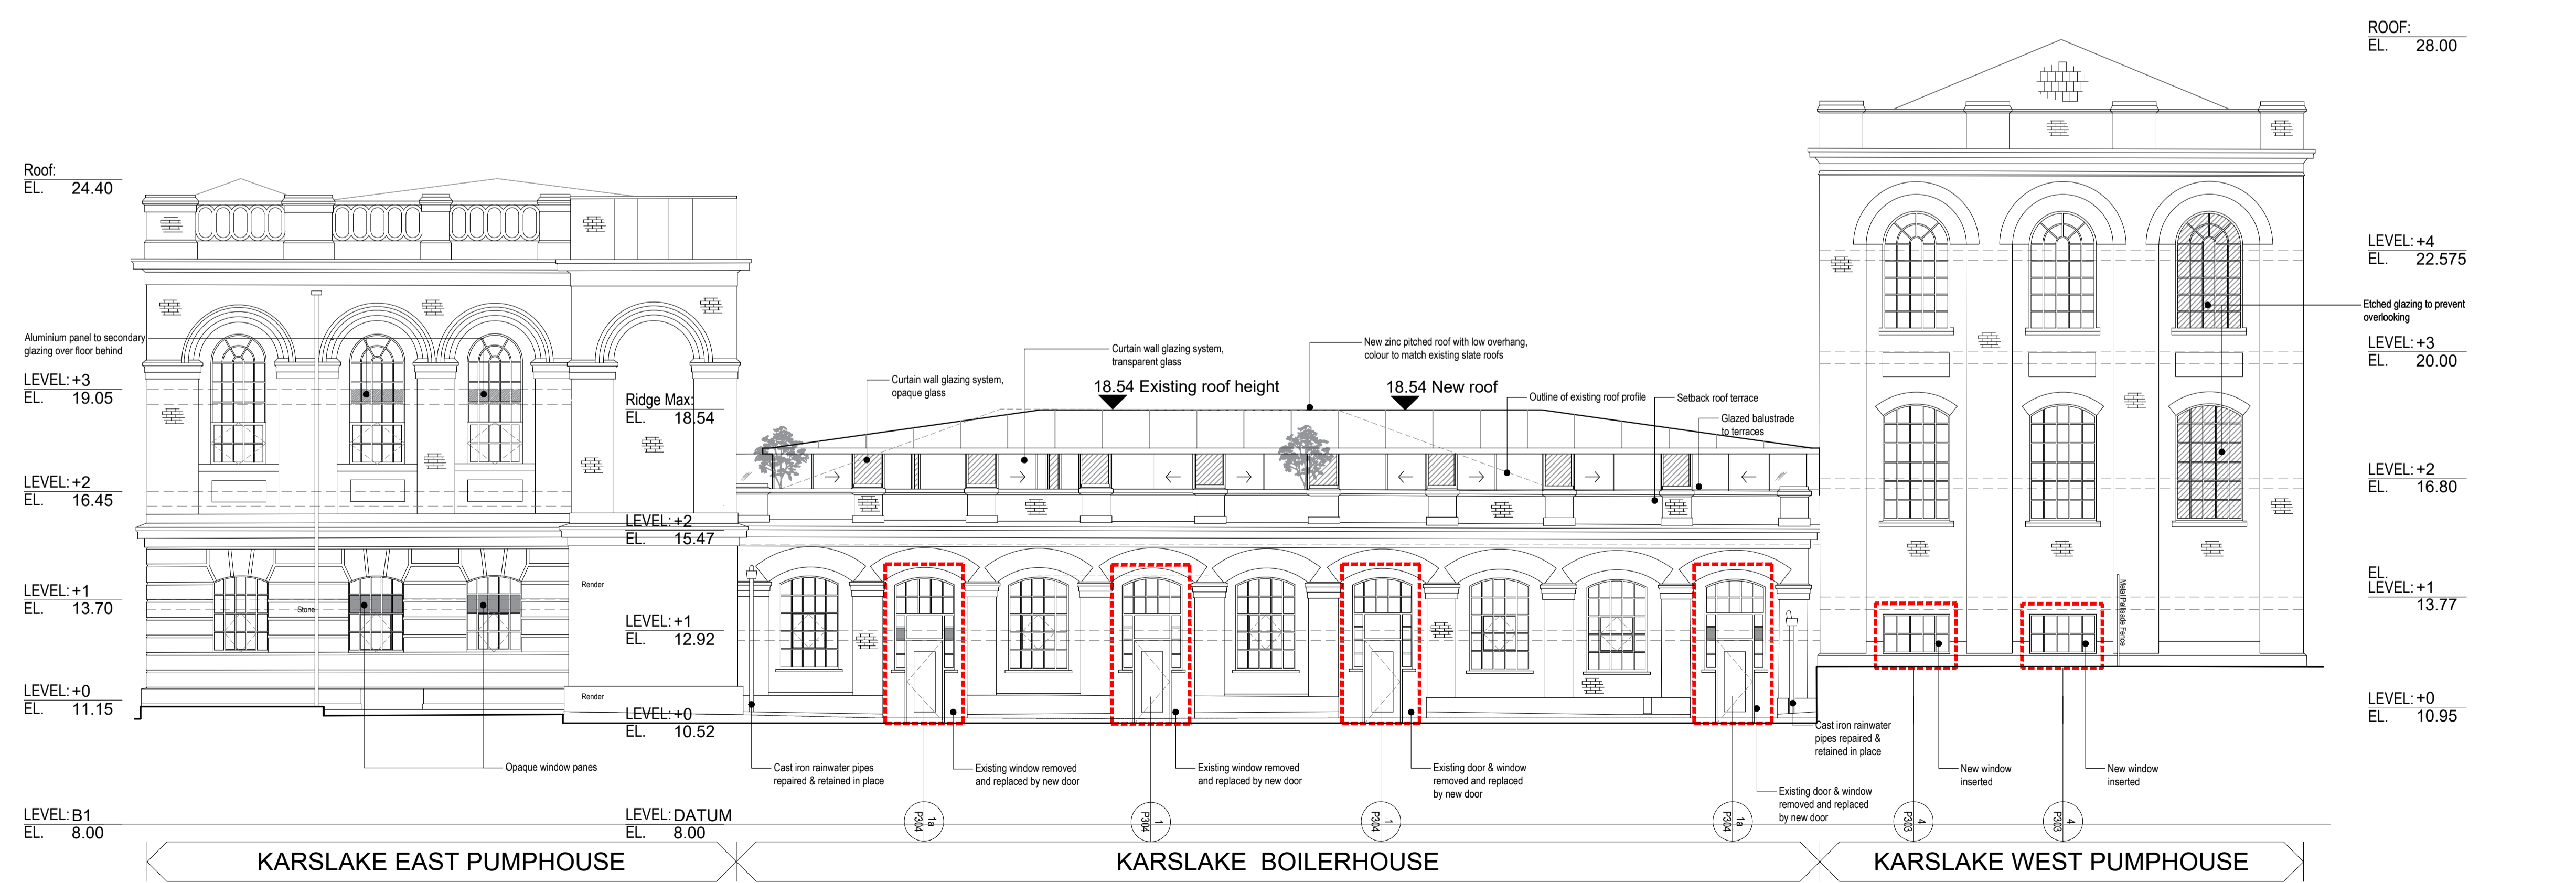 ROOF:
EL. 28.00
Roof:
EL. 24.40
LEVEL: +4
EL. 22.575
Etched glazing to prevent
overlooking
Aluminium panel to secondary
glazing over floor behind
New zinc pitched roof with low overhang,
colour to match existing slate roofs
Curtain wall glazing system,
transparent glass
LEVEL: +3
EL. 20.00
LEVEL: +3
EL. 19.05
Curtain wall glazing system,
opaque glass
18.54 Existing roof height
18.54 New roof
Ridge Max:
EL. 18.54
Outline of existing roof profile
Setback roof terrace
Glazed balustrade
to terraces
LEVEL: +2
EL. 16.45
LEVEL: +2
EL. 16.80
LEVEL: +2
EL. 15.47
Render
LEVEL: +1
EL. 13.70
Stone
EL.
LEVEL: +1
13.77
Metal Pallisade Fence
LEVEL: +1
EL. 12.92
LEVEL: +0
EL. 11.15
Render
LEVEL: +0
EL. 10.52
LEVEL: +0
EL. 10.95
Cast iron rainwater
pipes repaired &
retained in place
Opaque window panes
Cast iron rainwater pipes
repaired & retained in place
Existing window removed
and replaced by new door
Existing window removed
and replaced by new door
Existing door & window
removed and replaced
by new door
Existing door & window
removed and replaced
by new door
New window
inserted
New window
inserted
LEVEL: B1
EL. 8.00
LEVEL: DATUM
EL. 8.00
1a
P304
1
P304
1
P304
1a
P304
4
P303
4
P303
KARSLAKE EAST PUMPHOUSE
KARSLAKE BOILERHOUSE
KARSLAKE WEST PUMPHOUSE